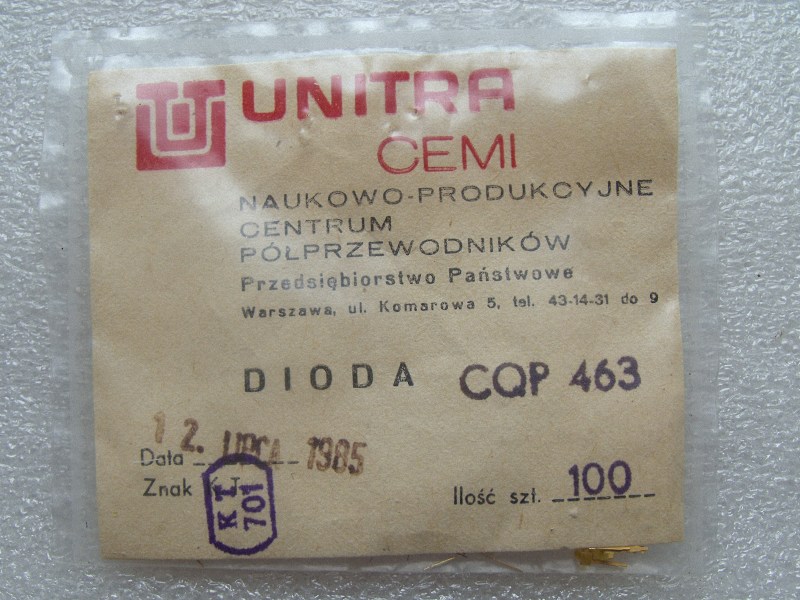 UNITRA
CEMI
NAUKOWO-PRODUKCYJNE
CENTRUM
PÓŁPRZEWODNIKÓW
Przedsiębiorstwo Państwowe
Warszawa, ul. Komarowa 5, tel. 43-14-31 do 9
DIODA CQP 463
Data 12. LIPCA 1985
Znak K.T.
KT
701
Ilość szt. 100